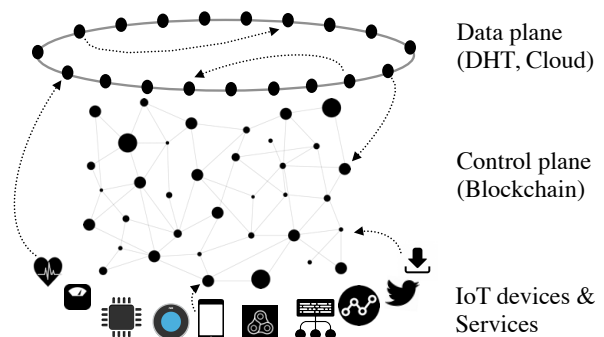 Data plane
(DHT, Cloud)
Control plane
(Blockchain)
IoT devices &
Services